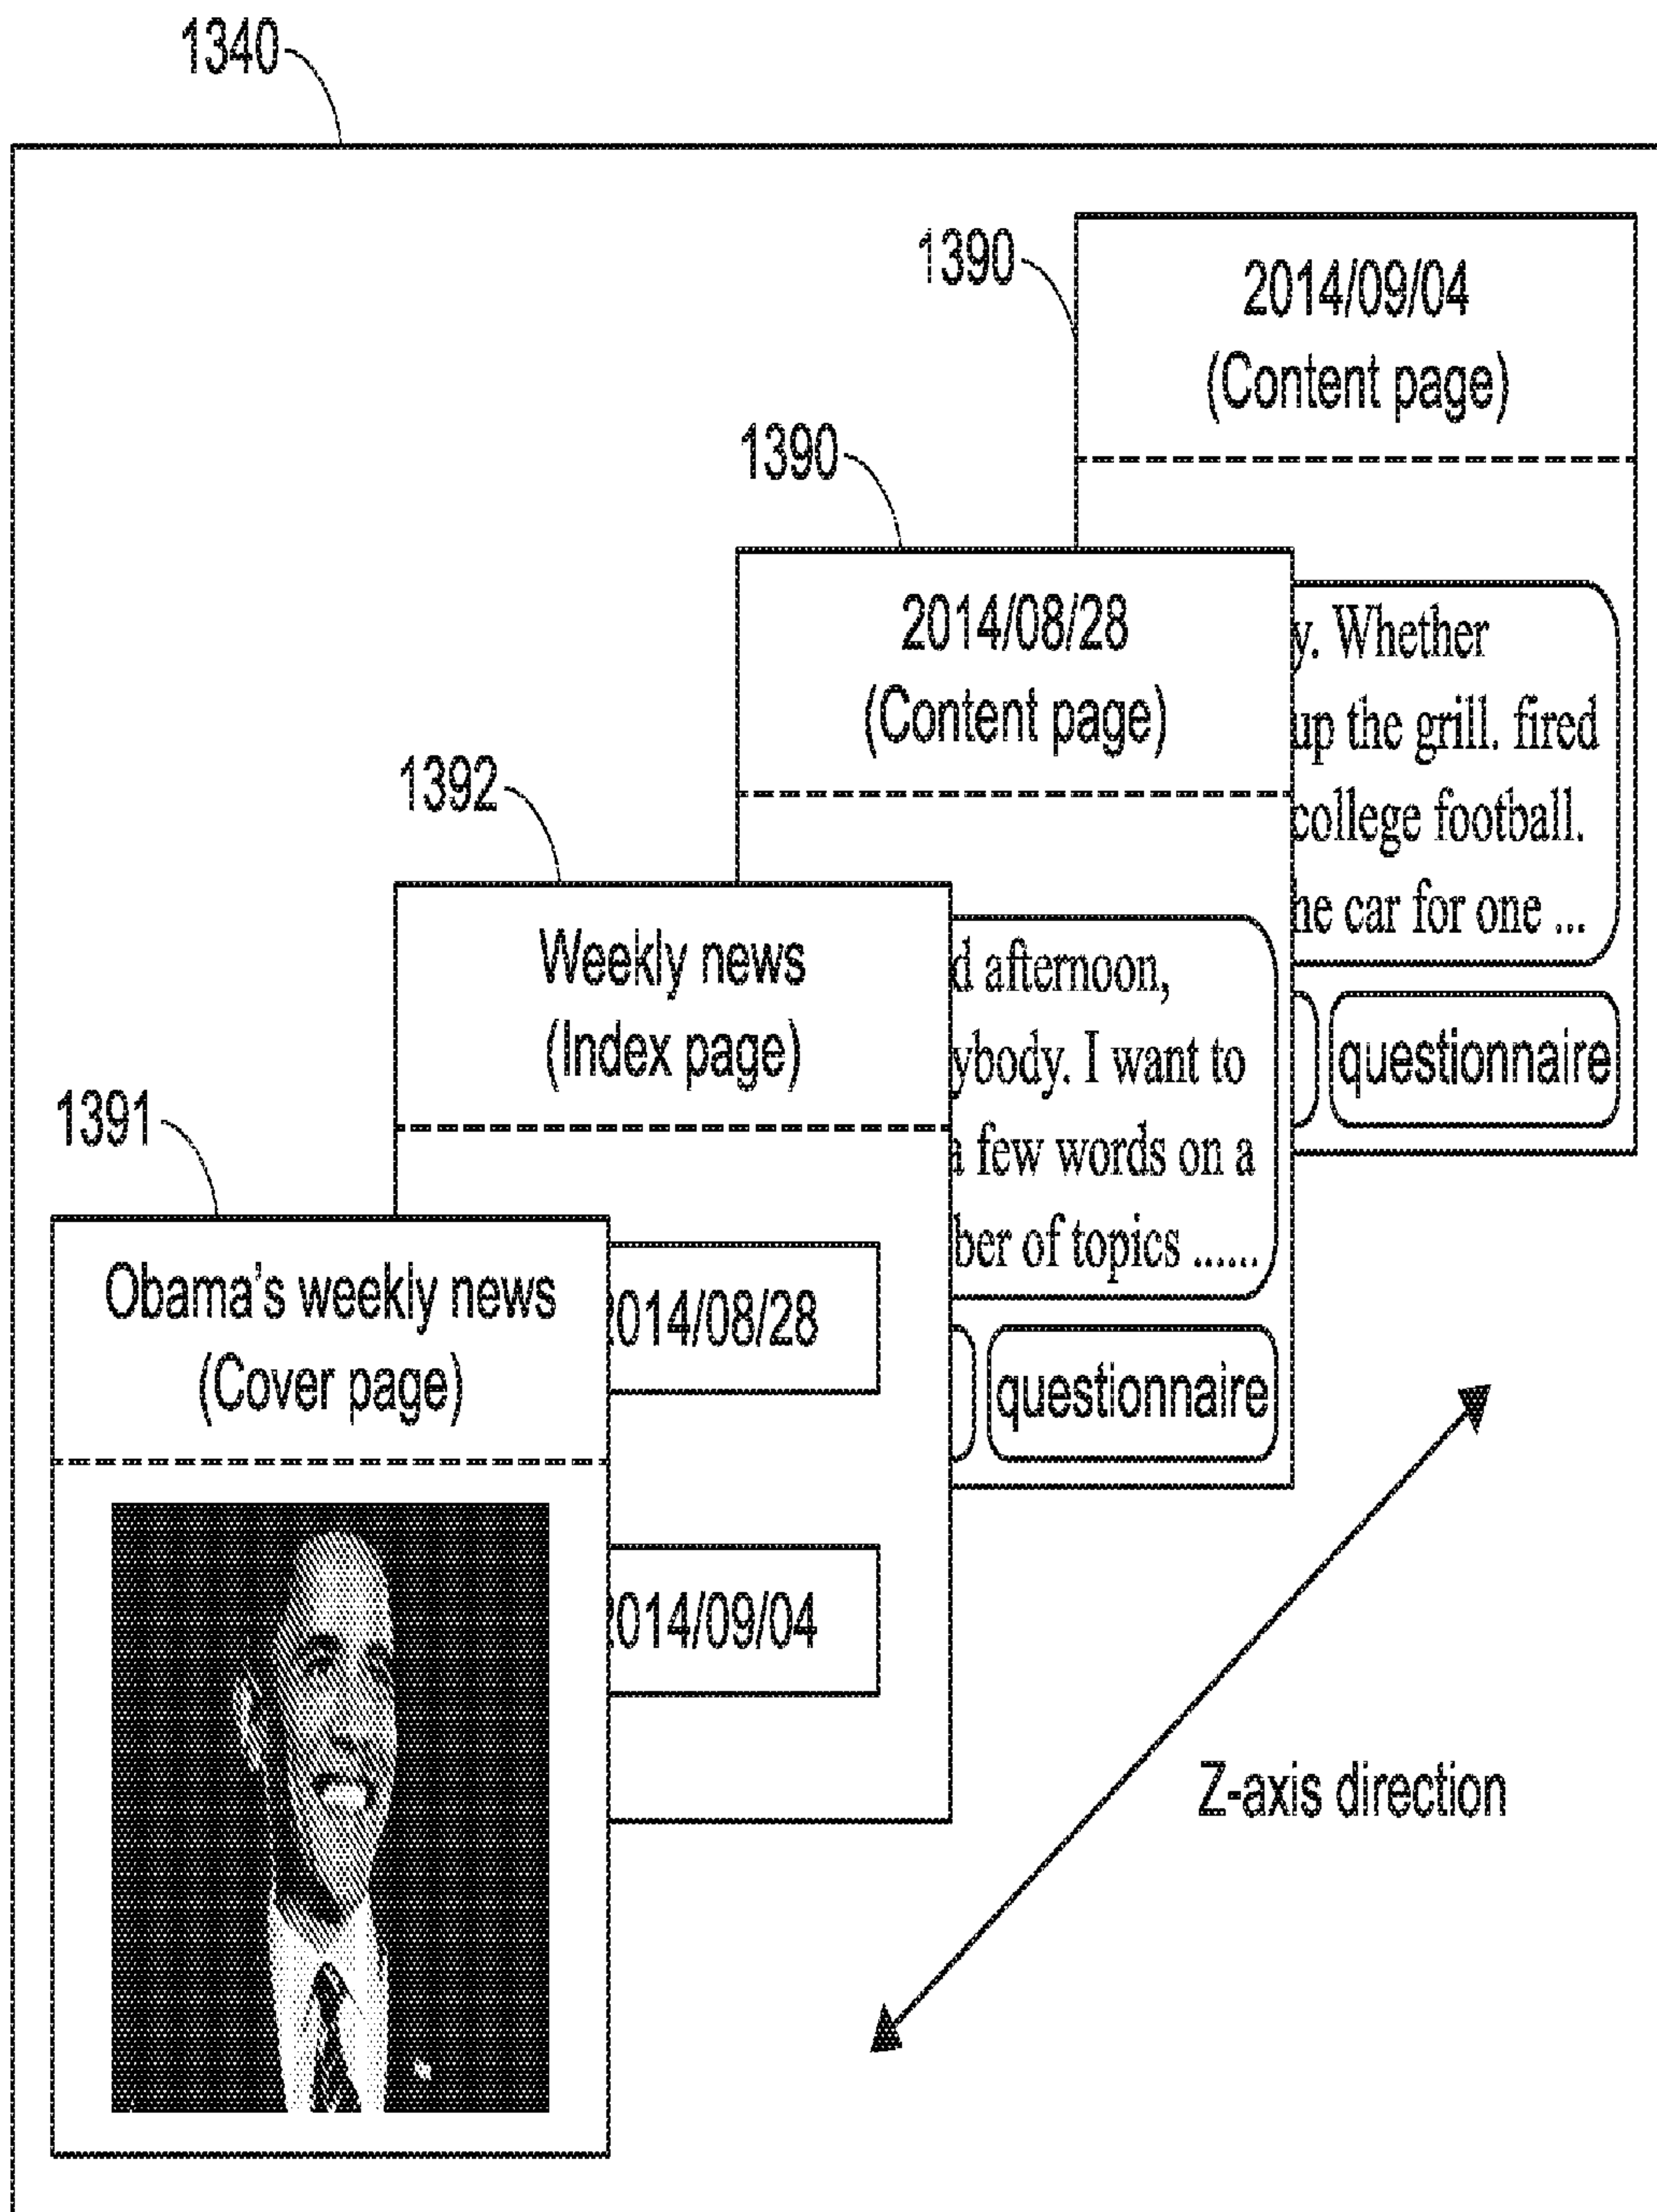 1340
1390
2014/09/04
(Content page)
y. Whether
up the grill. fired
college football.
he car for one ...
questionnaire
1390
2014/08/28
(Content page)
d afternoon,
ybody. I want to
a few words on a
ber of topics ......
questionnaire
1392
Weekly news
(Index page)
2014/08/28
2014/09/04
1391
Obama's weekly news
(Cover page)
Z-axis direction